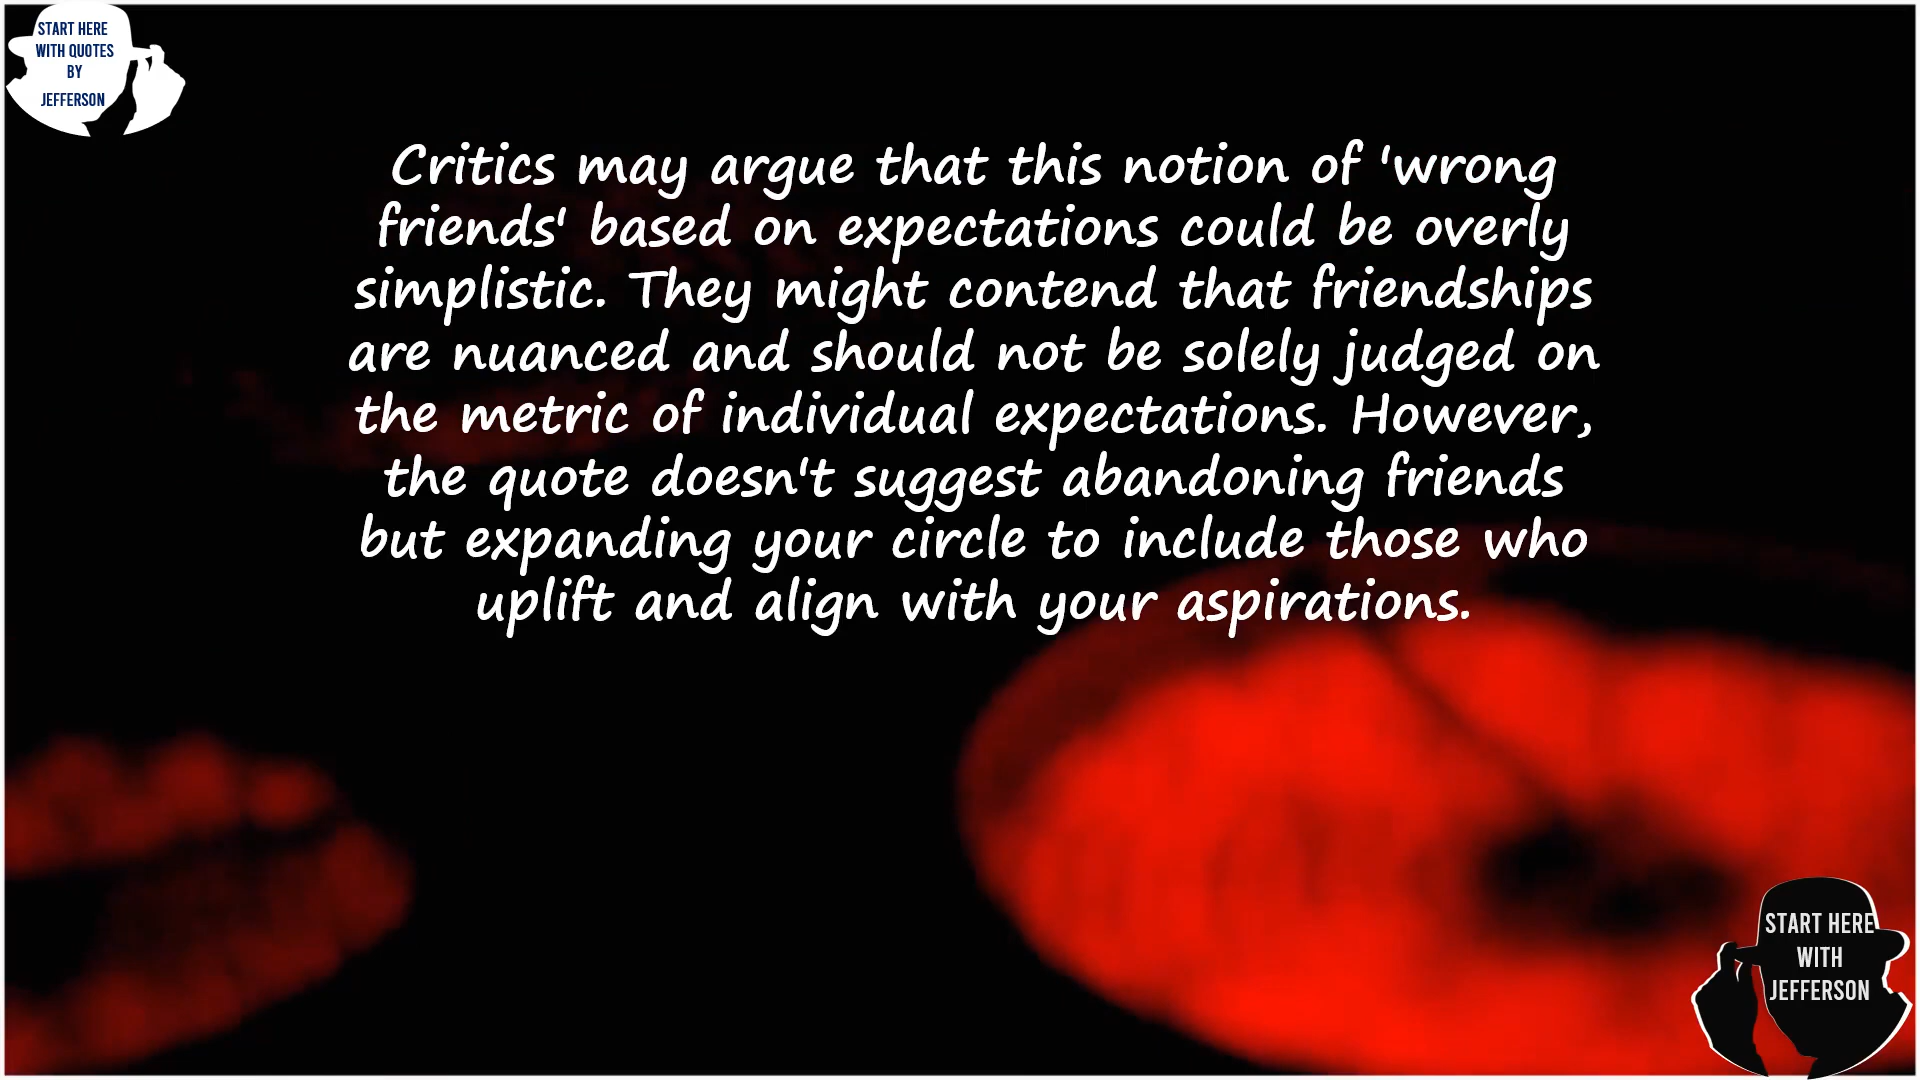 START HERE
WITH QUOTES
BY
JEFFERSON
Critics may argue that this notion of 'wrong
friends' based on expectations could be overly
simplistic. They might contend that friendships
are nuanced and should not be solely judged on
the metric of individual expectations. However,
the quote doesn't suggest abandoning friends
but expanding your circle to include those who
uplift and align with your aspirations.
START HERE
WITH
JEFFERSON